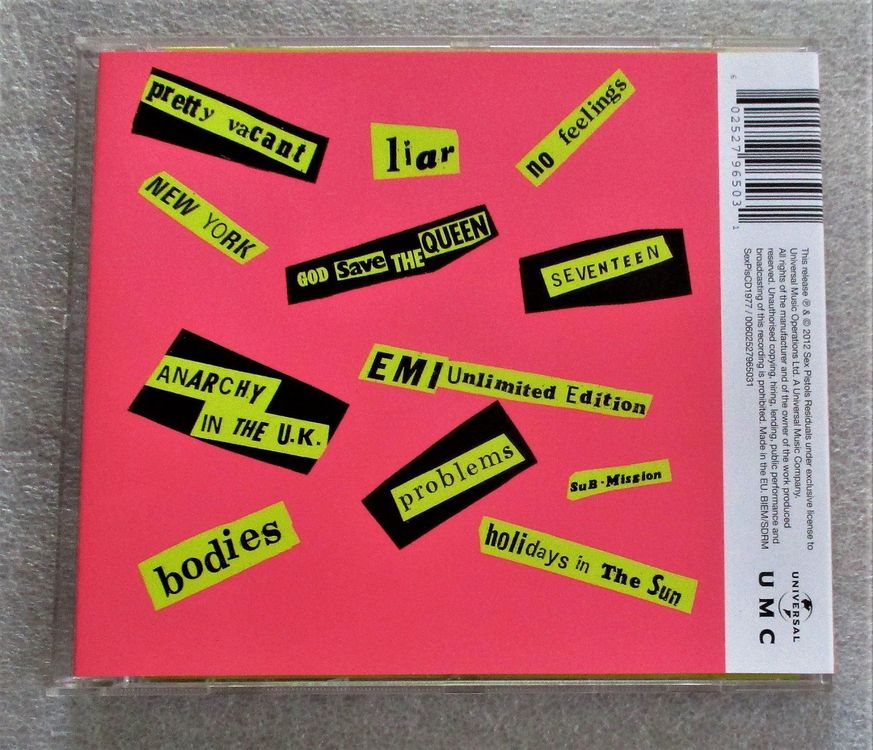 pretty vacant
liar
no feelings
NEW YORK
GOD Save THE QUEEN
SEVENTEEN
ANARCHY
IN THE U.K.
EMI Unlimited Edition
problems
SuB·Mission
bodies
holidays in The Sun
6 02527 96503 1
This release ℗ & © 2012 Sex Pistols Residuals under exclusive license to
Universal Music Operations Ltd. A Universal Music Company.
All rights of the manufacturer and of the owner of the work produced
reserved. Unauthorised copying, hiring, lending, public performance and
broadcasting of this recording is prohibited. Made in the EU. BIEM/SDRM
SexPisCD1977 / 00602527965031
UNIVERSAL
UMC